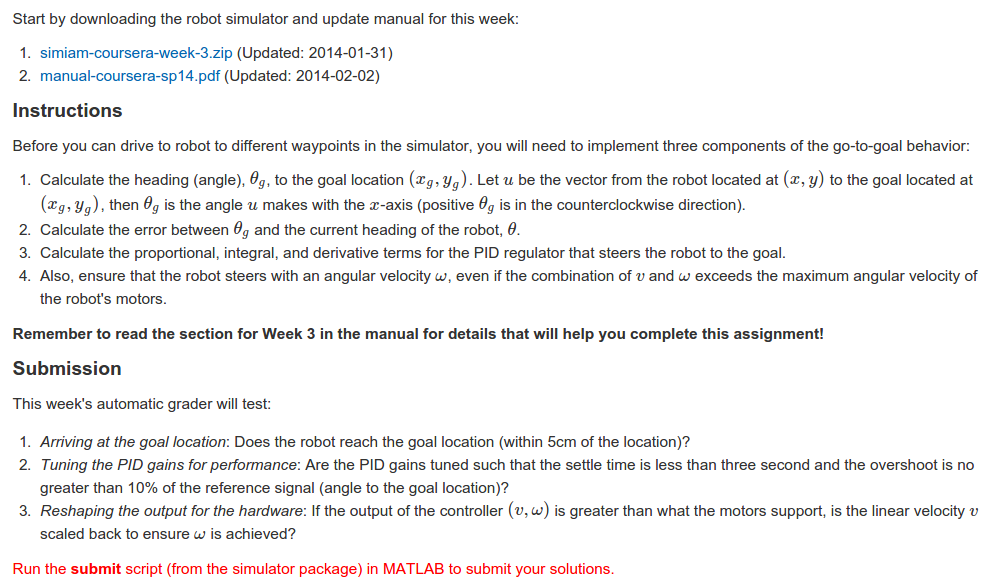 Start by downloading the robot simulator and update manual for this week:
1. simiam-coursera-week-3.zip (Updated: 2014-01-31)
2. manual-coursera-sp14.pdf (Updated: 2014-02-02)
Instructions
Before you can drive to robot to different waypoints in the simulator, you will need to implement three components of the go-to-goal behavior:
1. Calculate the heading (angle), θg, to the goal location (xg, yg). Let u be the vector from the robot located at (x, y) to the goal located at
(xg, yg), then θg is the angle u makes with the x-axis (positive θg is in the counterclockwise direction).
2. Calculate the error between θg and the current heading of the robot, θ.
3. Calculate the proportional, integral, and derivative terms for the PID regulator that steers the robot to the goal.
4. Also, ensure that the robot steers with an angular velocity ω, even if the combination of v and ω exceeds the maximum angular velocity of
the robot's motors.
Remember to read the section for Week 3 in the manual for details that will help you complete this assignment!
Submission
This week's automatic grader will test:
1. Arriving at the goal location: Does the robot reach the goal location (within 5cm of the location)?
2. Tuning the PID gains for performance: Are the PID gains tuned such that the settle time is less than three second and the overshoot is no
greater than 10% of the reference signal (angle to the goal location)?
3. Reshaping the output for the hardware: If the output of the controller (v, ω) is greater than what the motors support, is the linear velocity v
scaled back to ensure ω is achieved?
Run the submit script (from the simulator package) in MATLAB to submit your solutions.